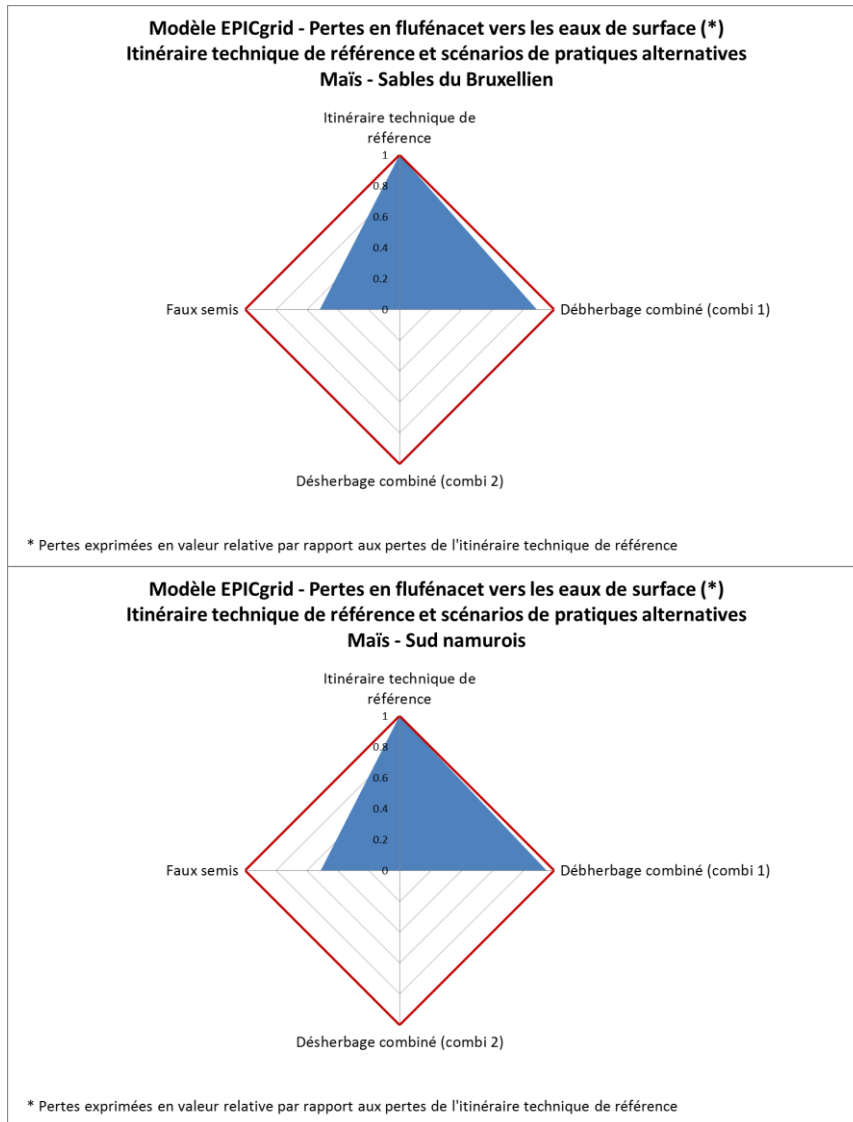 Modèle EPICgrid - Pertes en flufénacet vers les eaux de surface (*)
Itinéraire technique de référence et scénarios de pratiques alternatives
Maïs - Sables du Bruxellien
Itinéraire technique de
référence
1
0.8
0.6
0.4
0.2
0
Faux semis
Débherbage combiné (combi 1)
Désherbage combiné (combi 2)
* Pertes exprimées en valeur relative par rapport aux pertes de l'itinéraire technique de référence
Modèle EPICgrid - Pertes en flufénacet vers les eaux de surface (*)
Itinéraire technique de référence et scénarios de pratiques alternatives
Maïs - Sud namurois
Itinéraire technique de
référence
1
0.8
0.6
0.4
0.2
0
Faux semis
Débherbage combiné (combi 1)
Désherbage combiné (combi 2)
* Pertes exprimées en valeur relative par rapport aux pertes de l'itinéraire technique de référence